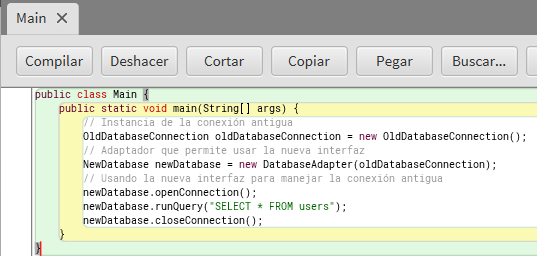 Main ✕
Compilar Deshacer Cortar Copiar Pegar Buscar...
public class Main {
public static void main(String[] args) {
// Instancia de la conexión antigua
OldDatabaseConnection oldDatabaseConnection = new OldDatabaseConnection();
// Adaptador que permite usar la nueva interfaz
NewDatabase newDatabase = new DatabaseAdapter(oldDatabaseConnection);
// Usando la nueva interfaz para manejar la conexión antigua
newDatabase.openConnection();
newDatabase.runQuery("SELECT * FROM users");
newDatabase.closeConnection();
}
}